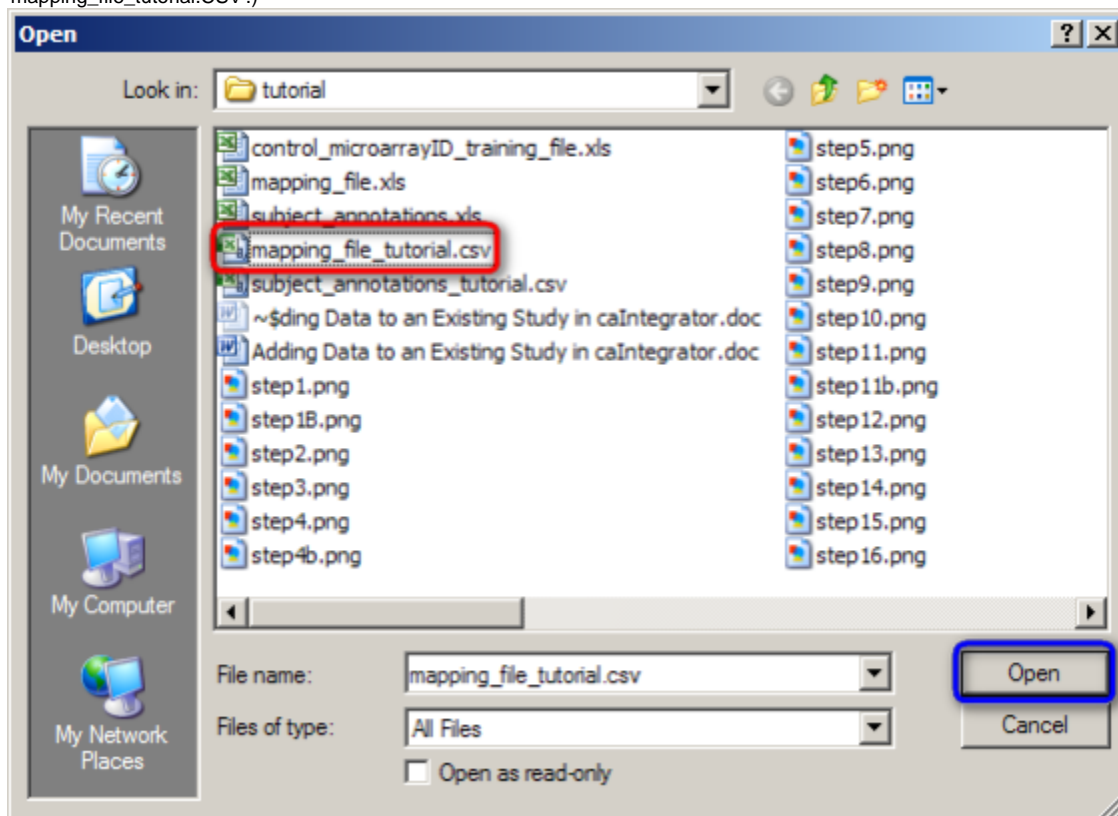 mapping_file_tutorial.CSV .)
Open
Look in:
tutorial
My Recent
Documents
Desktop
My Documents
My Computer
My Network
Places
control_microarrayID_training_file.xls
mapping_file.xls
subject_annotations.xls
mapping_file_tutorial.csv
subject_annotations_tutorial.csv
~$ding Data to an Existing Study in caIntegrator.doc
Adding Data to an Existing Study in caIntegrator.doc
step1.png
step1B.png
step2.png
step3.png
step4.png
step4b.png
step5.png
step6.png
step7.png
step8.png
step9.png
step10.png
step11.png
step11b.png
step12.png
step13.png
step14.png
step15.png
step16.png
File name:
mapping_file_tutorial.csv
Open
Files of type:
All Files
Cancel
Open as read-only